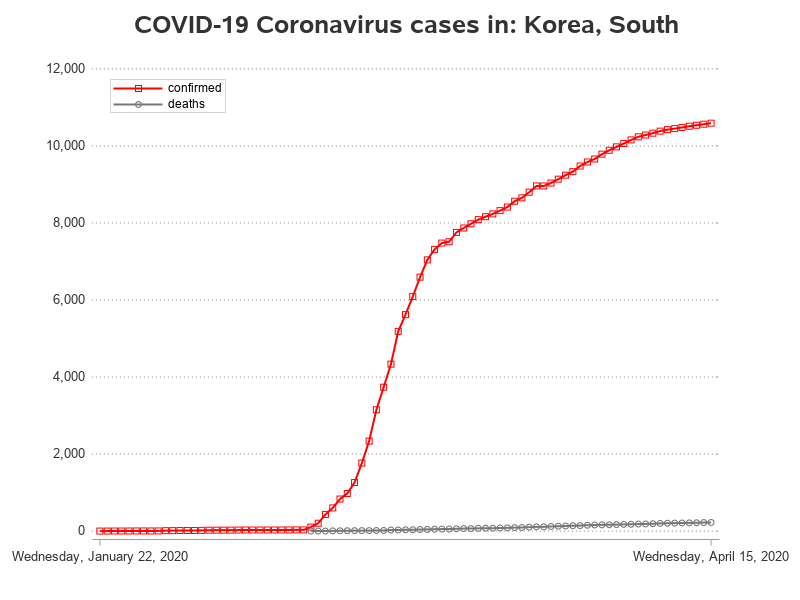 COVID-19 Coronavirus cases in: Korea, South
12,000
confirmed
deaths
10,000
8,000
6,000
4,000
2,000
0
Wednesday, January 22, 2020
Wednesday, April 15, 2020